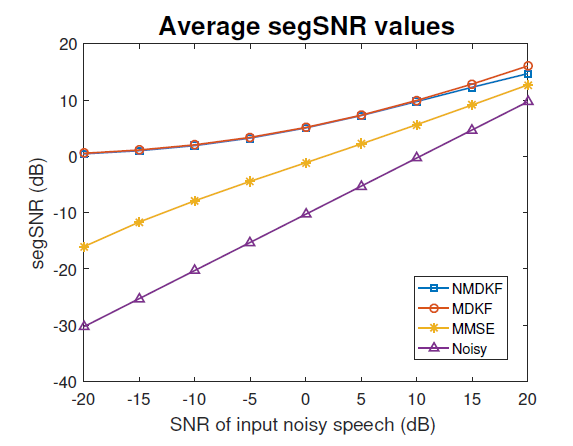 Average segSNR values
20
10
0
-10
-20
-30
-40
segSNR (dB)
-20 -15 -10 -5 0 5 10 15 20
SNR of input noisy speech (dB)
NMDKF
MDKF
MMSE
Noisy